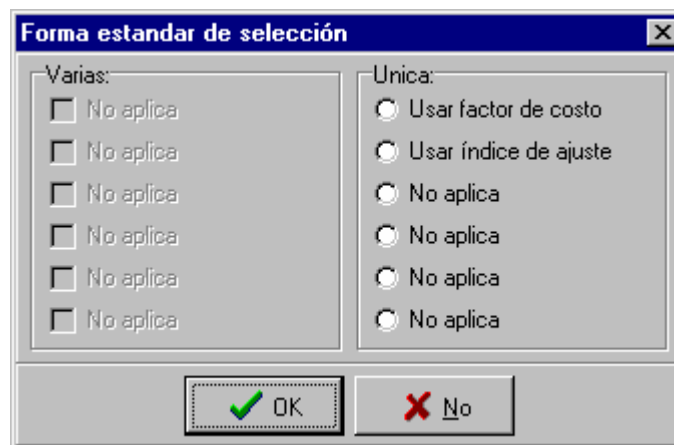 Forma estandar de selección
Varias:
No aplica
No aplica
No aplica
No aplica
No aplica
No aplica
Unica:
Usar factor de costo
Usar índice de ajuste
No aplica
No aplica
No aplica
No aplica
OK
No